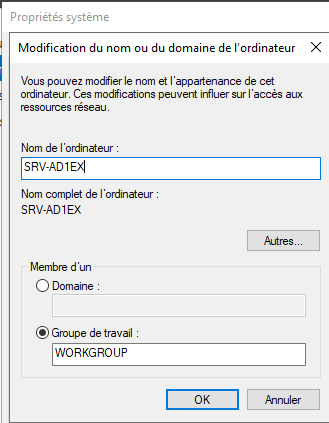 Propriétés système
Modification du nom ou du domaine de l'ordinateur
Vous pouvez modifier le nom et l'appartenance de cet
ordinateur. Ces modifications peuvent influer sur l'accès aux
ressources réseau.
Nom de l'ordinateur :
SRV-AD1EX
Nom complet de l'ordinateur :
SRV-AD1EX
Autres...
Membre d'un
Domaine :
Groupe de travail :
WORKGROUP
OK
Annuler